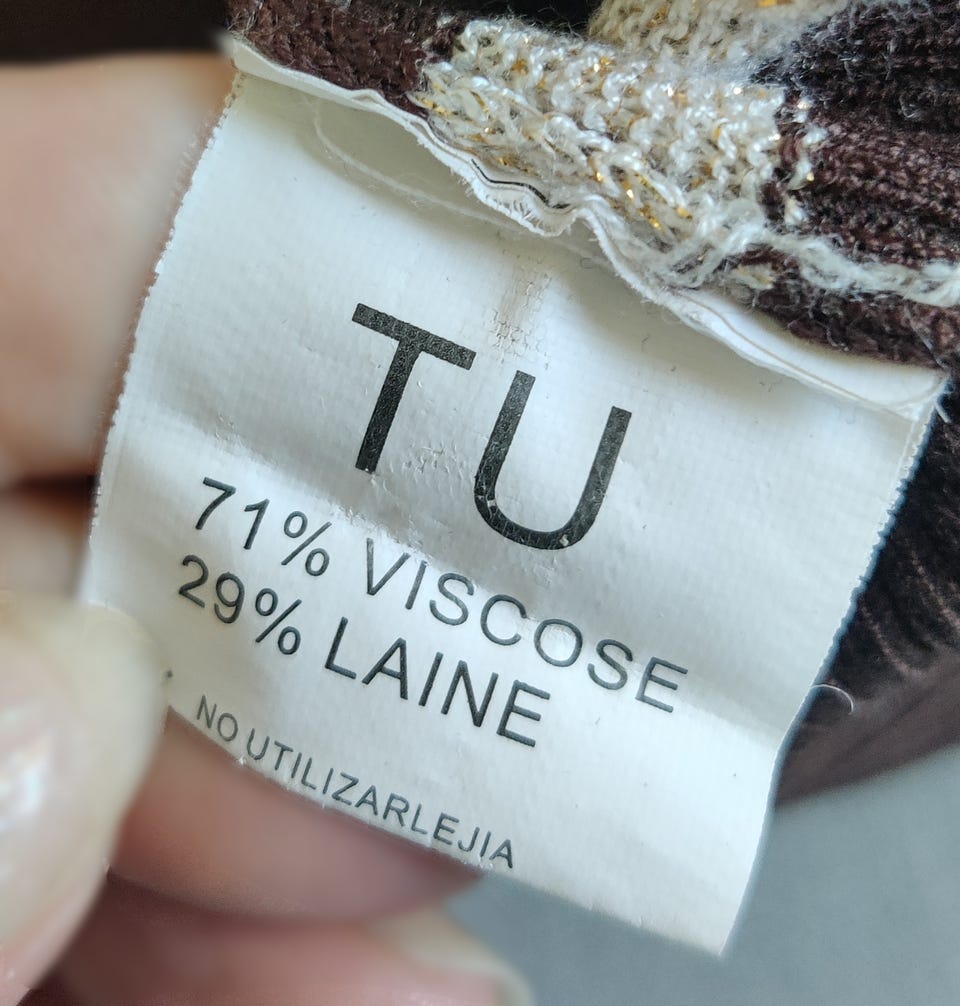 TU
71% VISCOSE
29% LAINE
NO UTILIZARLEJIA